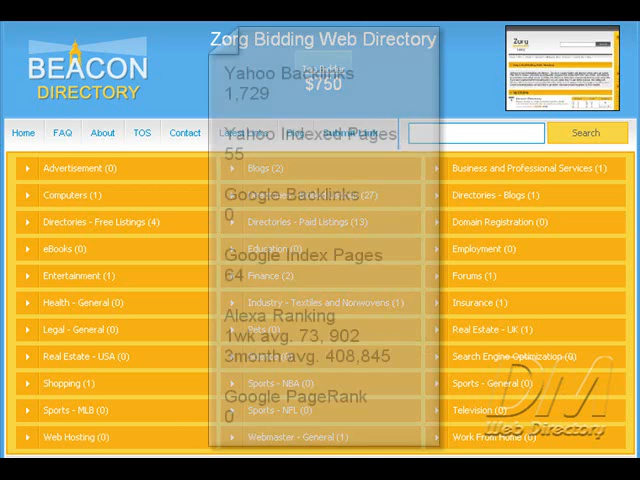 Zorg Bidding Web Directory
BEACON
DIRECTORY
Yahoo Backlinks
1,729
$750
Zorg
Home FAQ About TOS Contact Submit Link Search
Yahoo Indexed Pages
55
Advertisement (0) Blogs (2) Business and Professional Services (1)
Google Backlinks
0
Computers (1) (27) Directories - Blogs (1)
Directories - Free Listings (4) Directories - Paid Listings (13) Domain Registration (0)
eBooks (0) Education (0) Employment (0)
Google Index Pages
64
Entertainment (1) Finance (2) Forums (1)
Health - General (0) Industry - Textiles and Nonwovens (1) Insurance (1)
Alexa Ranking
1wk avg. 73, 902
3month avg. 408,845
Legal - General (0) Pets (0) Real Estate - UK (1)
Real Estate - USA (0) Search Engine Optimization (0)
Shopping (1) Sports - NBA (0) Sports - General (0)
Google PageRank
0
Sports - MLB (0) Sports - NFL (0) Television (0)
Web Hosting (0) Webmaster - General (1) Work From Home (0)
DM
Web Directory